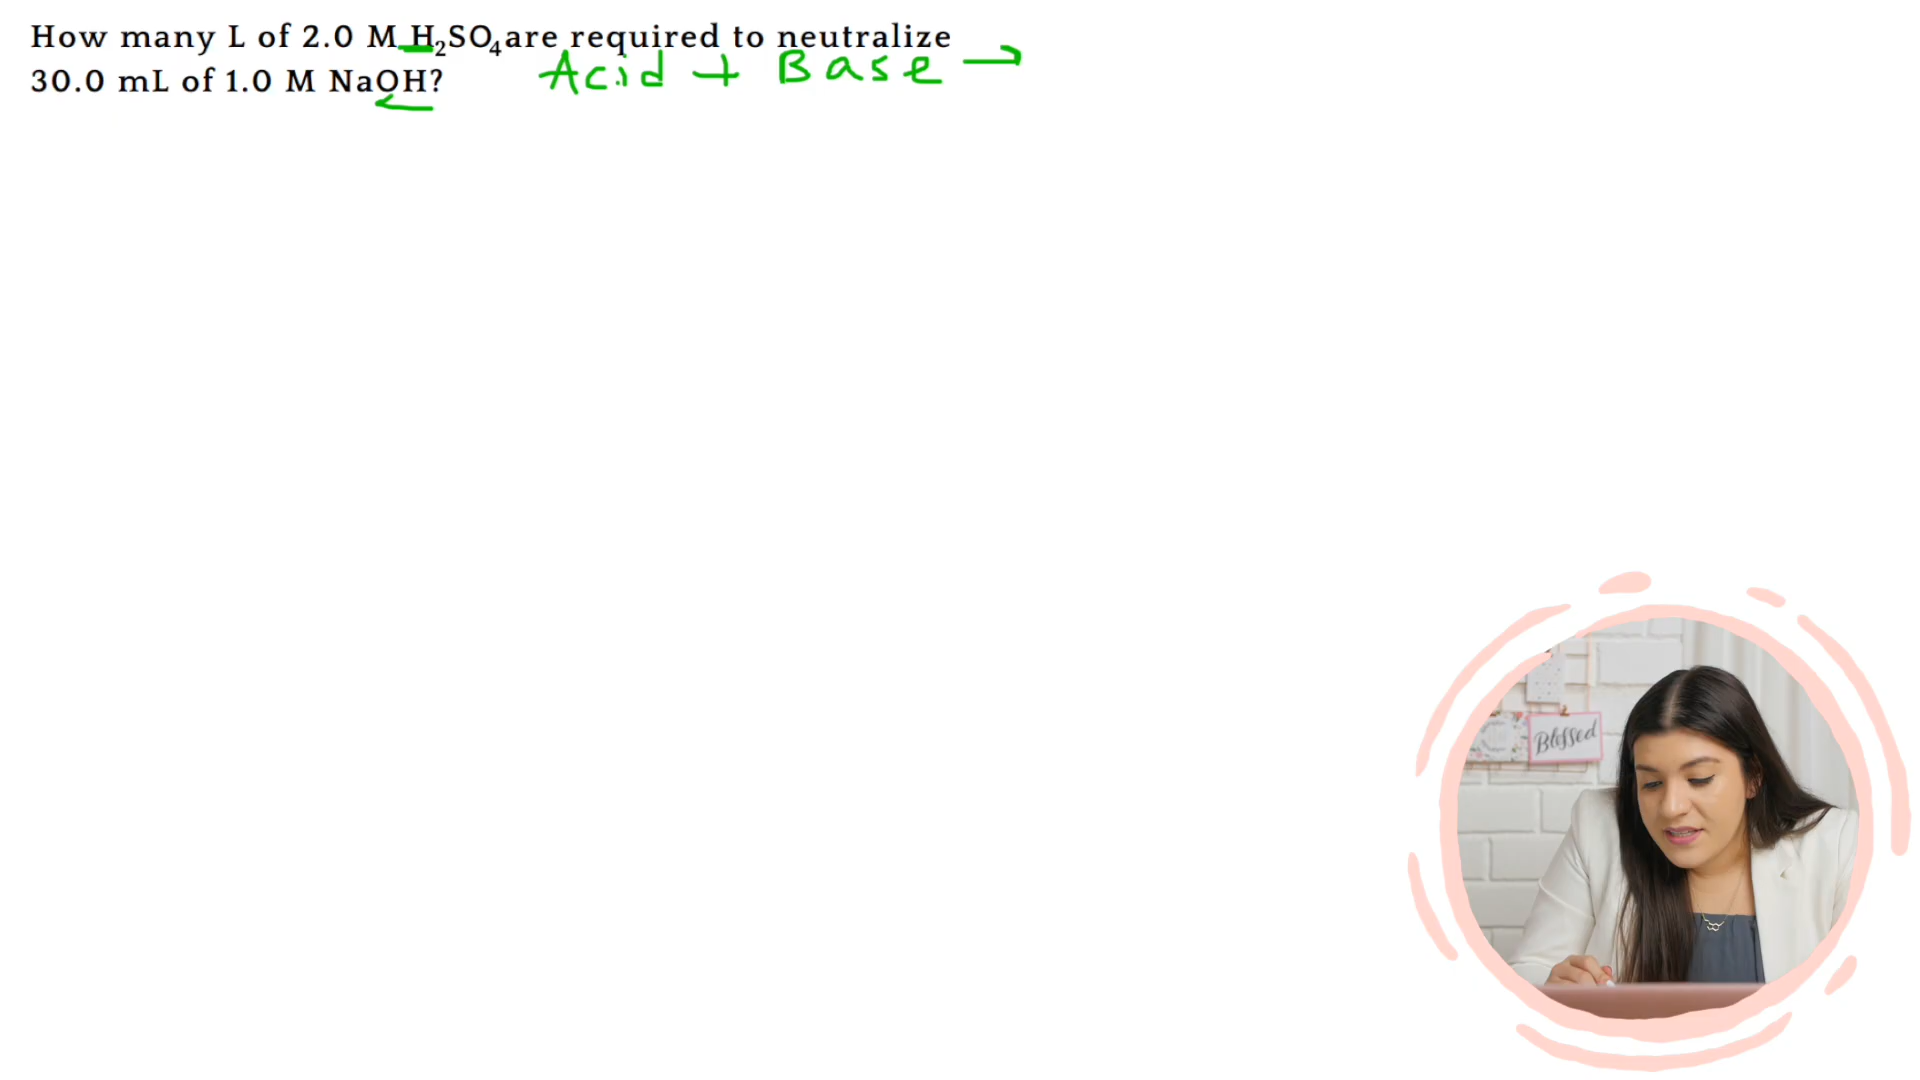 How many L of 2.0 M H₂SO₄ are required to neutralize
30.0 mL of 1.0 M NaOH?
Acid + Base →
Blessed